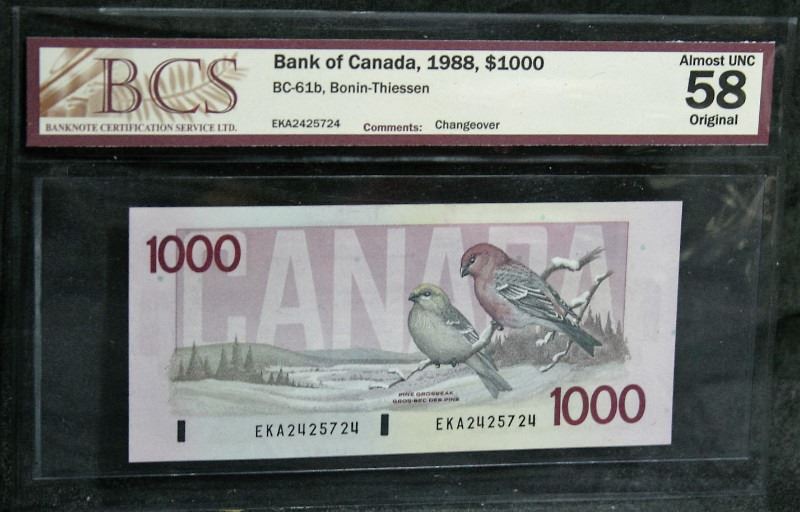 BCS
BANKNOTE CERTIFICATION SERVICE LTD.
Bank of Canada, 1988, $1000
BC-61b, Bonin-Thiessen
EKA2425724 Comments: Changeover
Almost UNC
58
Original
1000
CANADA
PINE GROSBEAK
GROS-BEC DES PINS
EKA2425724 EKA2425724
1000